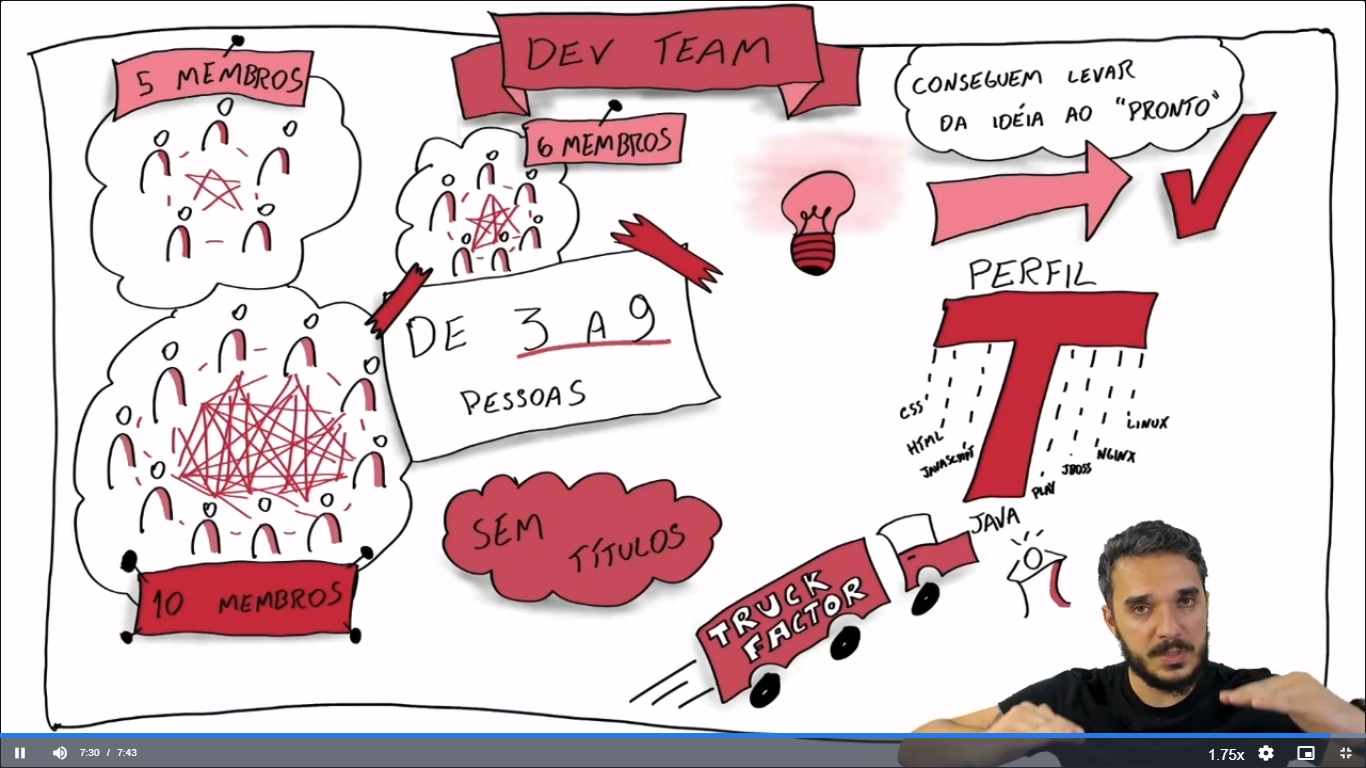 DEV TEAM
5 MEMBROS
6 MEMBROS
CONSEGUEM LEVAR
DA IDÉIA AO "PRONTO"
PERFIL
T
DE 3 A 9
PESSOAS
CSS
HTML
JAVASCRIPT
JAVA
PLAY
JBOSS
NGINX
LINUX
SEM
TÍTULOS
10 MEMBROS
TRUCK
FACTOR
7:30 / 7:43
1.75x